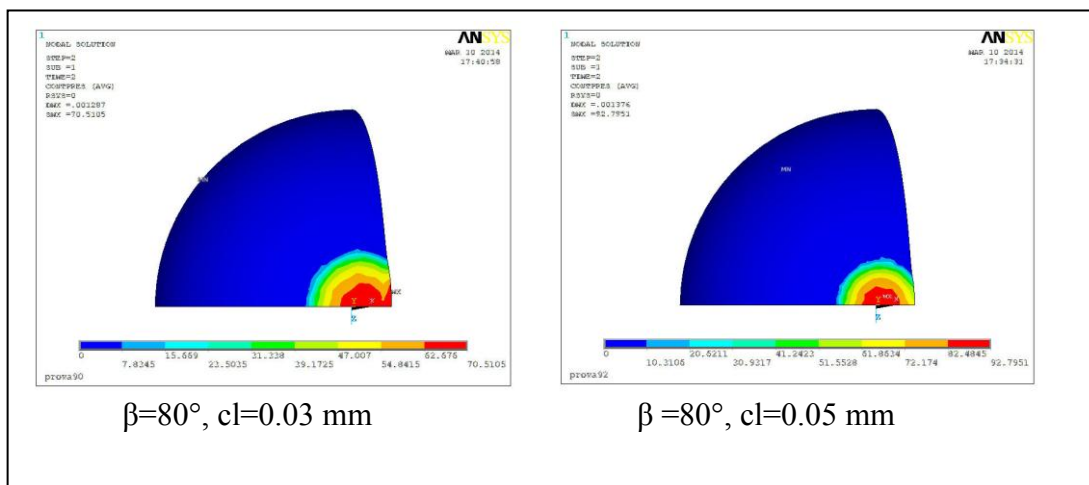 1
NODAL SOLUTION
STEP=2
SUB =1
TIME=2
CONTPRES (AVG)
RSYS=0
DMX =.001287
SMX =70.5105
ANSYS
MAR 10 2014
17:40:58
MN
MX
Y
X
Z
0
15.669
31.338
47.007
62.676
7.8345
23.5035
39.1725
54.8415
70.5105
prova90
β=80°, cl=0.03 mm
1
NODAL SOLUTION
STEP=2
SUB =1
TIME=2
CONTPRES (AVG)
RSYS=0
DMX =.001376
SMX =92.7951
ANSYS
MAR 10 2014
17:34:31
MN
MX
Y
X
Z
0
20.6211
41.2423
61.8634
82.4845
10.3106
30.9317
51.5528
72.174
92.7951
prova92
β =80°, cl=0.05 mm